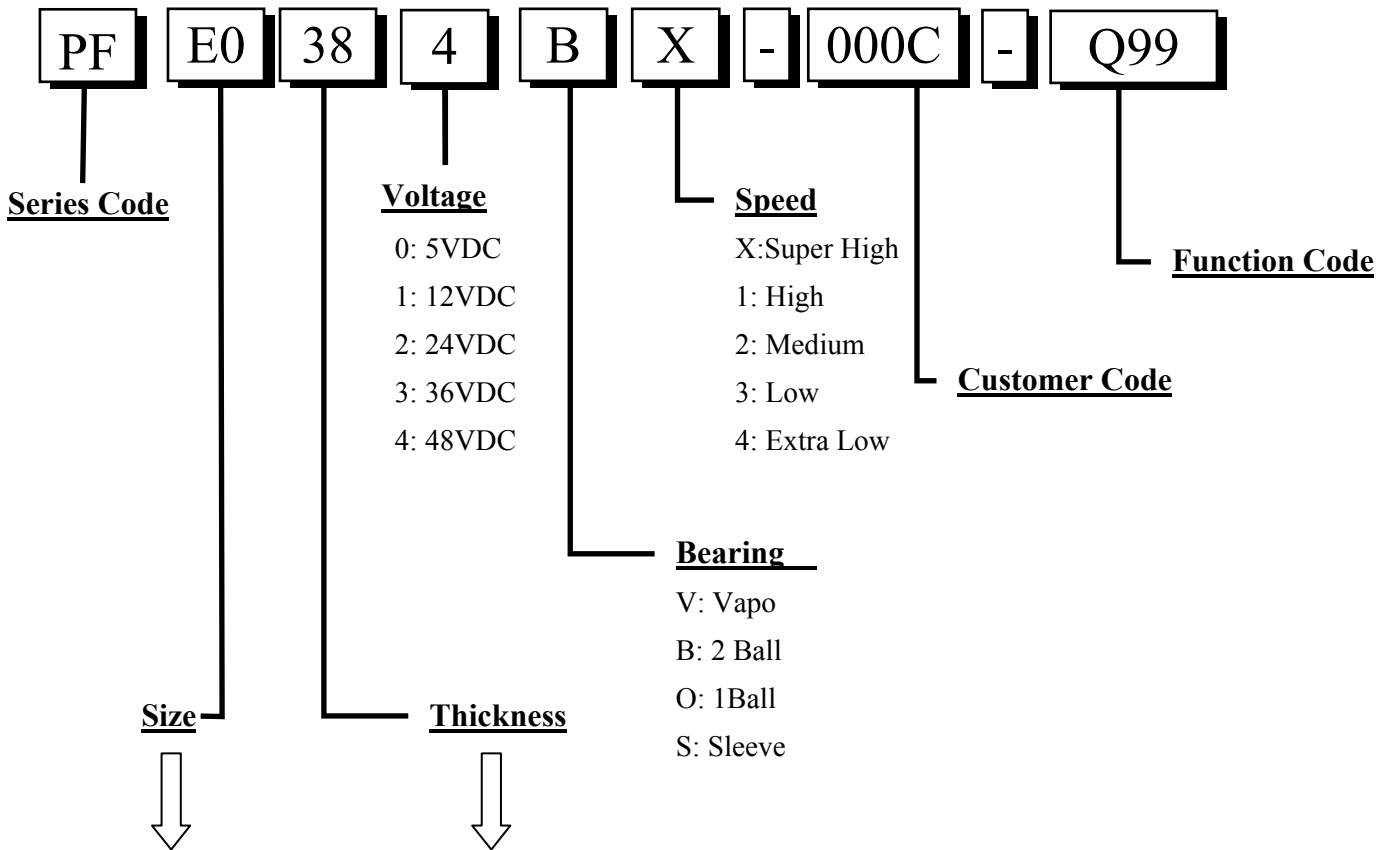 PF E0 38 4 B X - 000C - Q99
Series Code
Voltage
0: 5VDC
1: 12VDC
2: 24VDC
3: 36VDC
4: 48VDC
Speed
X:Super High
1: High
2: Medium
3: Low
4: Extra Low
Function Code
Customer Code
Bearing
V: Vapo
B: 2 Ball
O: 1Ball
S: Sleeve
Size
Thickness